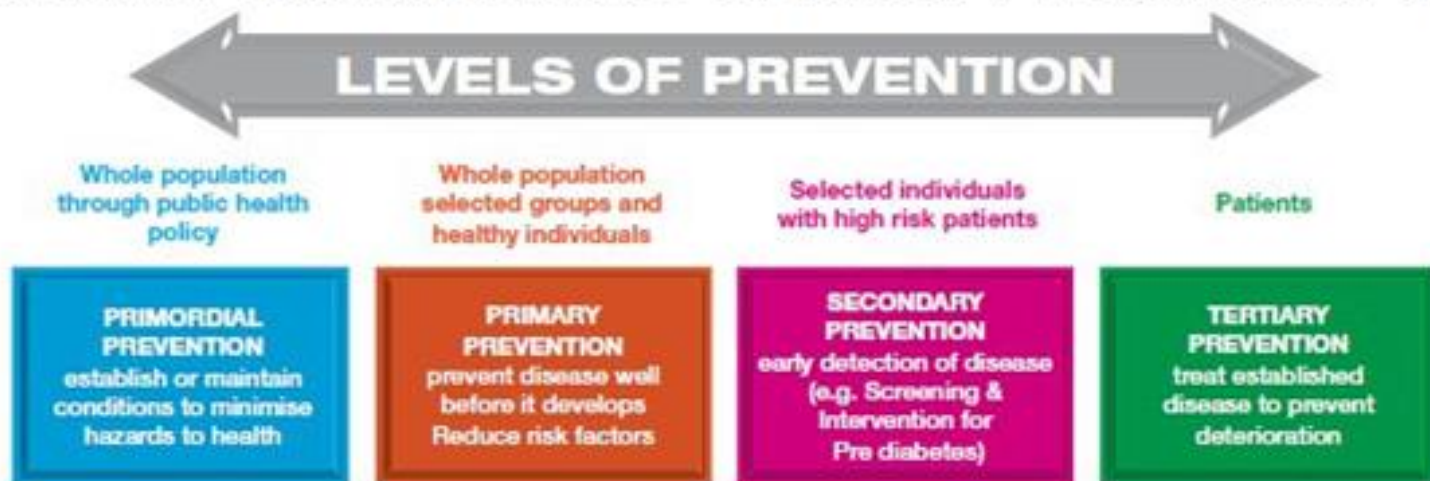 LEVELS OF PREVENTION
Whole population
through public health
policy
Whole population
selected groups and
healthy individuals
Selected individuals
with high risk patients
Patients
PRIMORDIAL
PREVENTION
establish or maintain
conditions to minimise
hazards to health
PRIMARY
PREVENTION
prevent disease well
before it develops
Reduce risk factors
SECONDARY
PREVENTION
early detection of disease
(e.g. Screening &
Intervention for
Pre diabetes)
TERTIARY
PREVENTION
treat established
disease to prevent
deterioration